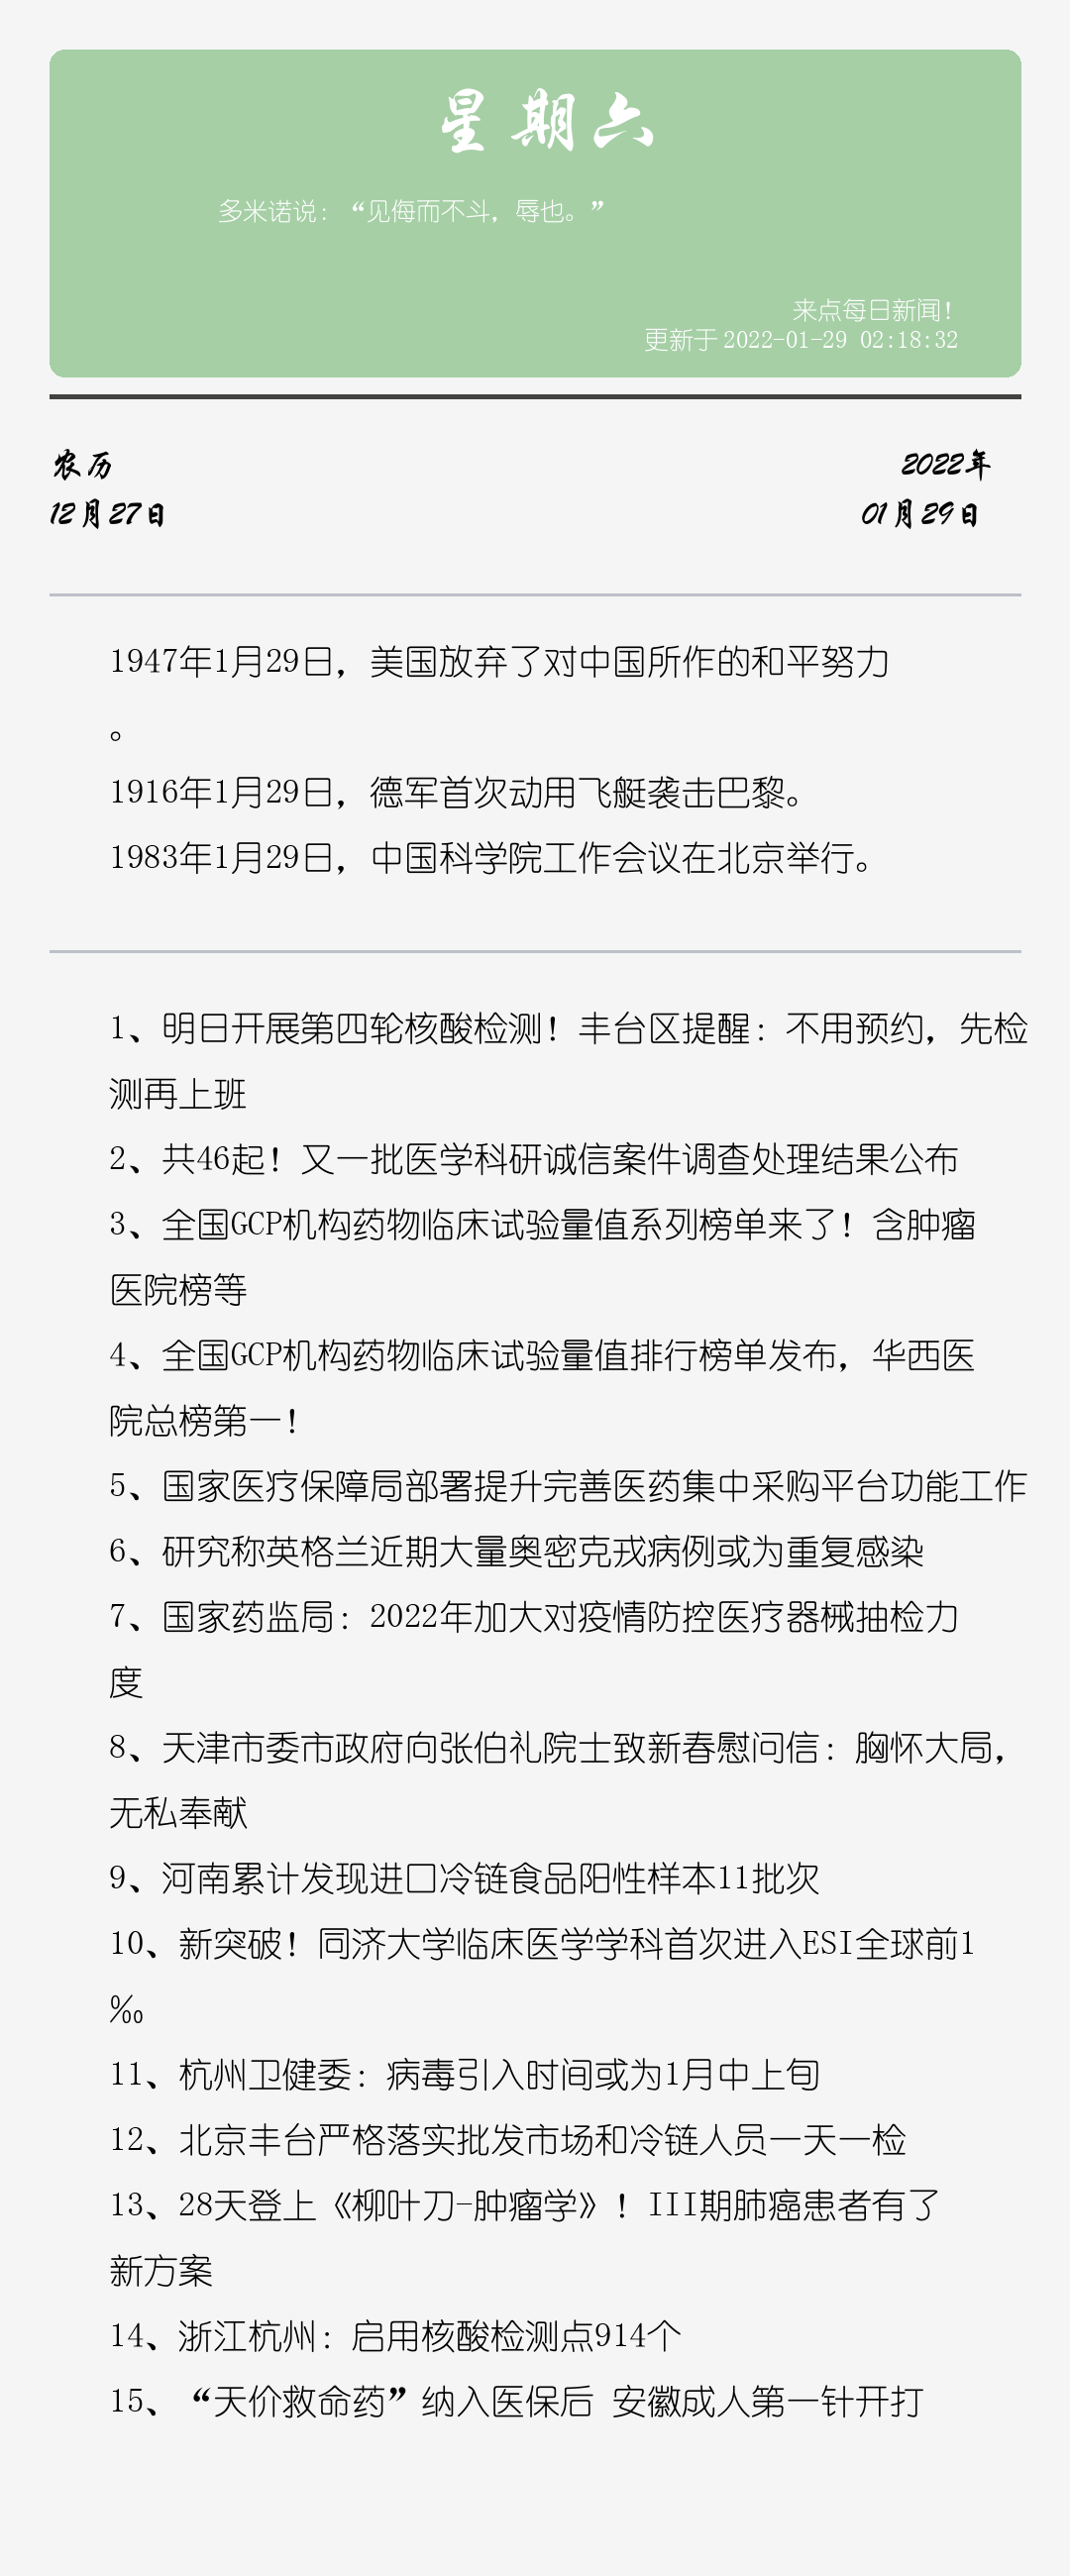 星期六
多米诺说：“见侮而不斗，辱也。”
来点每日新闻！
更新于 2022-01-29 02:18:32
农历
2022年
12月27日
01月29日
1947年1月29日，美国放弃了对中国所作的和平努力
。
1916年1月29日，德军首次动用飞艇袭击巴黎。
1983年1月29日，中国科学院工作会议在北京举行。
1、明日开展第四轮核酸检测！丰台区提醒：不用预约，先检
测再上班
2、共46起！又一批医学科研诚信案件调查处理结果公布
3、全国GCP机构药物临床试验量值系列榜单来了！含肿瘤
医院榜等
4、全国GCP机构药物临床试验量值排行榜单发布，华西医
院总榜第一！
5、国家医疗保障局部署提升完善医药集中采购平台功能工作
6、研究称英格兰近期大量奥密克戎病例或为重复感染
7、国家药监局：2022年加大对疫情防控医疗器械抽检力
度
8、天津市委市政府向张伯礼院士致新春慰问信：胸怀大局，
无私奉献
9、河南累计发现进口冷链食品阳性样本11批次
10、新突破！同济大学临床医学学科首次进入ESI全球前1
‰
11、杭州卫健委：病毒引入时间或为1月中上旬
12、北京丰台严格落实批发市场和冷链人员一天一检
13、28天登上《柳叶刀-肿瘤学》！III期肺癌患者有了
新方案
14、浙江杭州：启用核酸检测点914个
15、“天价救命药”纳入医保后 安徽成人第一针开打